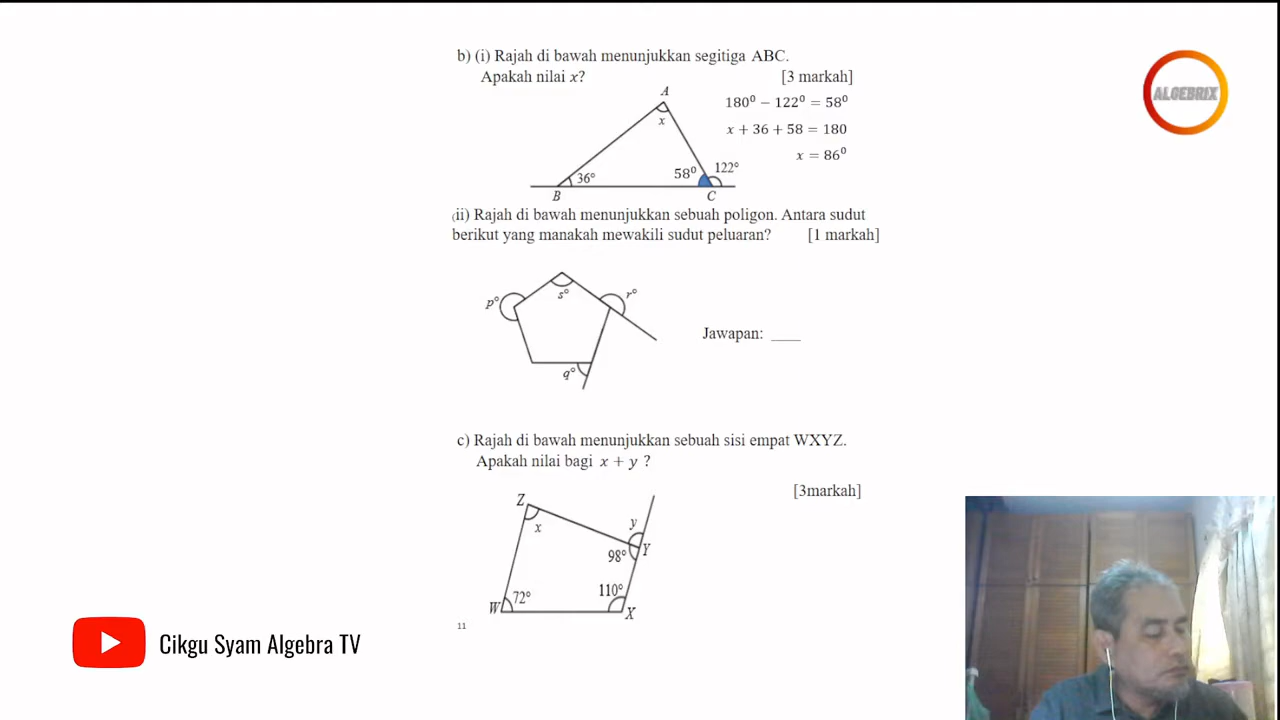 b) (i) Rajah di bawah menunjukkan segitiga ABC.
Apakah nilai x? [3 markah]
A
x
180⁰ − 122⁰ = 58⁰
x + 36 + 58 = 180
x = 86⁰
36° 58⁰ 122°
B C
(ii) Rajah di bawah menunjukkan sebuah poligon. Antara sudut
berikut yang manakah mewakili sudut peluaran? [1 markah]
p° s° r°
q°
Jawapan: ____
c) Rajah di bawah menunjukkan sebuah sisi empat WXYZ.
Apakah nilai bagi x + y ?
[3markah]
Z
x y
98° Y
72° 110°
W X
11
ALGEBRIX
Cikgu Syam Algebra TV